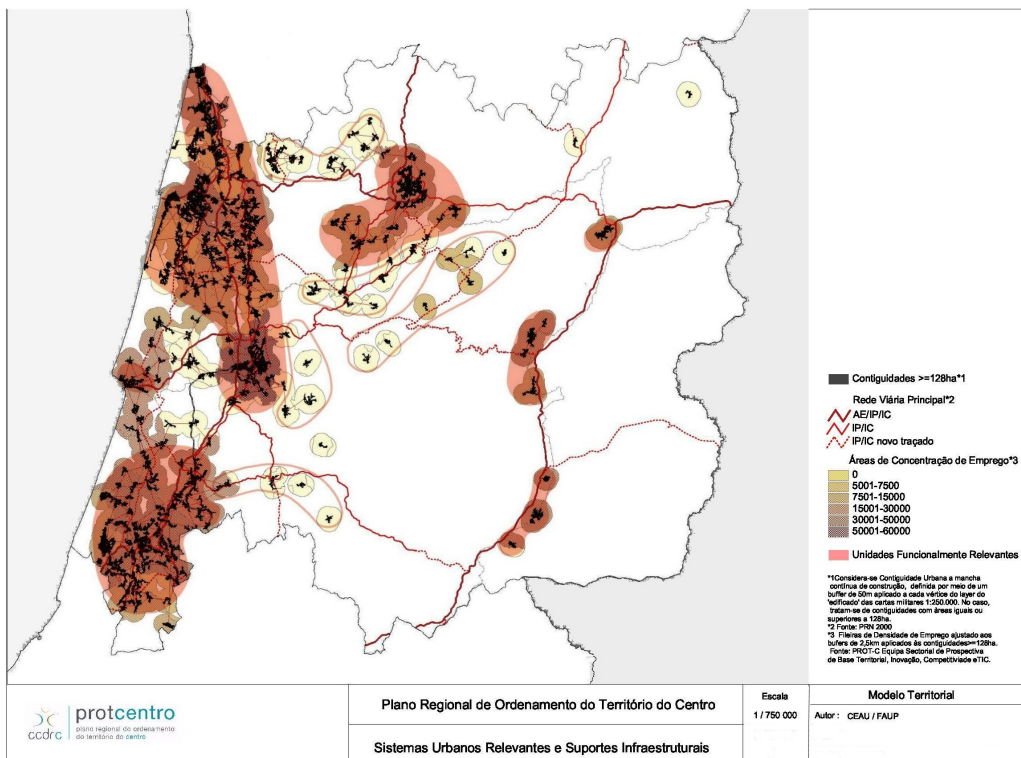 Contiguidades >=128ha*1
Rede Viária Principal*2
AE/IP/IC
IP/IC
IP/IC novo traçado
Áreas de Concentração de Emprego*3
0
5001-7500
7501-15000
15001-30000
30001-50000
50001-60000
Unidades Funcionalmente Relevantes
*1Considera-se Contiguidade Urbana a mancha
contínua de construção, definida por meio de um
buffer de 50m aplicado a cada vértice do layer do
'edificado' das cartas militares 1:250.000. No caso,
tratam-se de contiguidades com áreas iguais ou
superiores a 128ha.
*2 Fonte: PRN 2000
*3 Fileiras de Densidade de Emprego ajustado aos
bufers de 2,5km aplicados às contiguidades>=128ha.
Fonte: PROT-C Equipa Sectorial de Prospectiva
de Base Territorial, Inovação, Competitiviade eTIC.
ccdrc
protcentro
plano regional do ordenamento
do território do centro
Plano Regional de Ordenamento do Território do Centro
Sistemas Urbanos Relevantes e Suportes Infraestruturais
Escala
1 / 750 000
Modelo Territorial
Autor : CEAU / FAUP